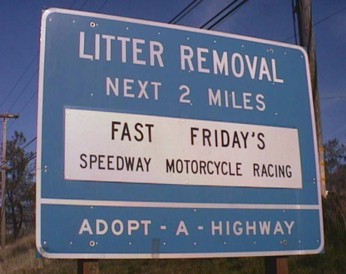 LITTER REMOVAL
NEXT 2 MILES
FAST FRIDAY'S
SPEEDWAY MOTORCYCLE RACING
ADOPT-A-HIGHWAY